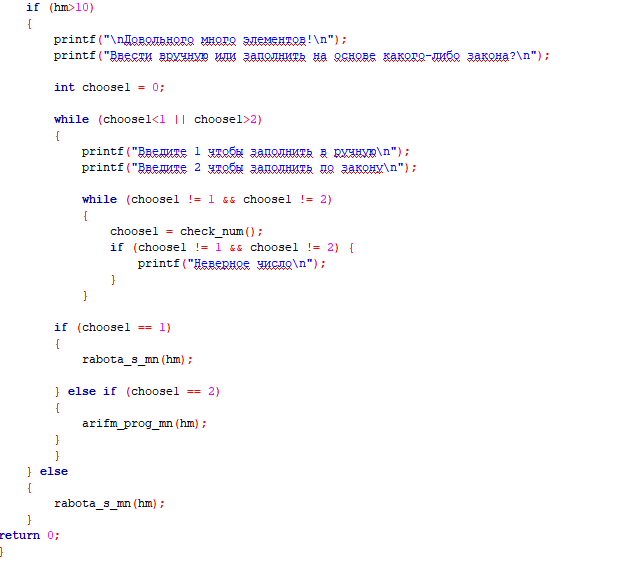 if (hm>10)
{
printf("\nДовольного много элементов!\n");
printf("Ввести вручную или заполнить на основе какого-либо закона?\n");
int choose1 = 0;
while (choose1<1 || choose1>2)
{
printf("Введите 1 чтобы заполнить в ручную\n");
printf("Введите 2 чтобы заполнить по закону\n");
while (choose1 != 1 && choose1 != 2)
{
choose1 = check_num();
if (choose1 != 1 && choose1 != 2) {
printf("Неверное число\n");
}
}
if (choose1 == 1)
{
rabota_s_mn(hm);
} else if (choose1 == 2)
{
arifm_prog_mn(hm);
}
}
} else
{
rabota_s_mn(hm);
}
return 0;
}